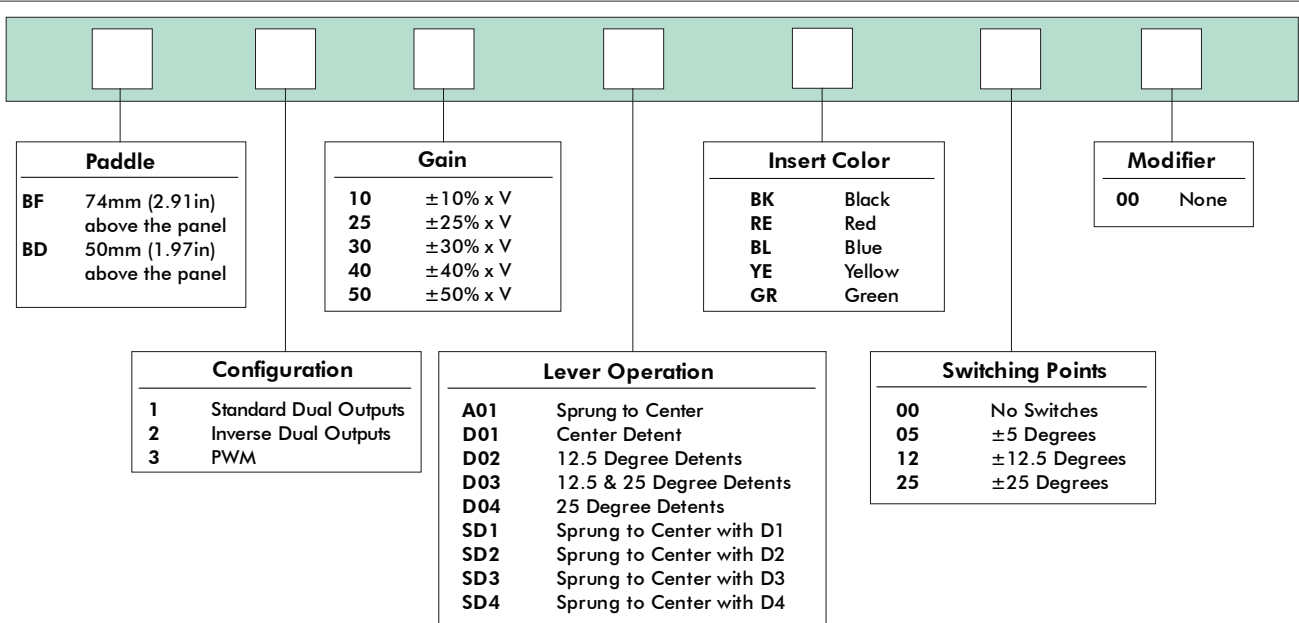 Paddle
BF 74mm (2.91in)
above the panel
BD 50mm (1.97in)
above the panel
Gain
10 ±10% x V
25 ±25% x V
30 ±30% x V
40 ±40% x V
50 ±50% x V
Insert Color
BK Black
RE Red
BL Blue
YE Yellow
GR Green
Modifier
00 None
Configuration
1 Standard Dual Outputs
2 Inverse Dual Outputs
3 PWM
Lever Operation
A01 Sprung to Center
D01 Center Detent
D02 12.5 Degree Detents
D03 12.5 & 25 Degree Detents
D04 25 Degree Detents
SD1 Sprung to Center with D1
SD2 Sprung to Center with D2
SD3 Sprung to Center with D3
SD4 Sprung to Center with D4
Switching Points
00 No Switches
05 ±5 Degrees
12 ±12.5 Degrees
25 ±25 Degrees